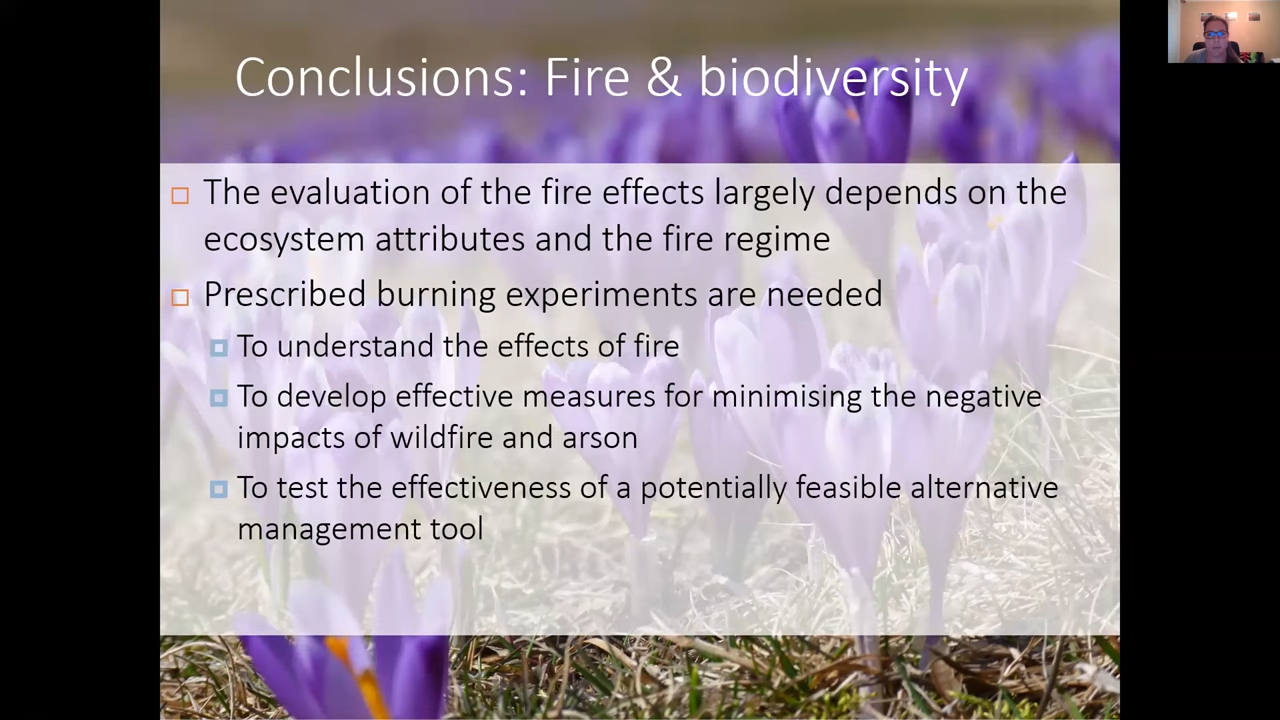 Conclusions: Fire & biodiversity
The evaluation of the fire effects largely depends on the
ecosystem attributes and the fire regime
Prescribed burning experiments are needed
To understand the effects of fire
To develop effective measures for minimising the negative
impacts of wildfire and arson
To test the effectiveness of a potentially feasible alternative
management tool